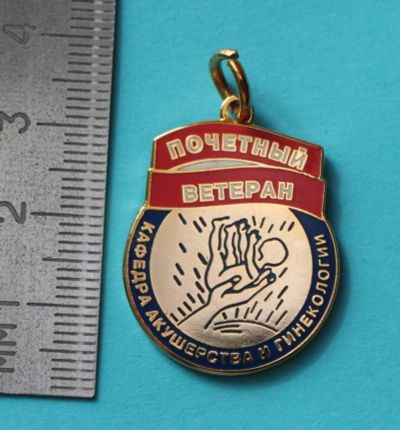 4
3
2
1
ММ
ПОЧЕТНЫЙ
ВЕТЕРАН
КАФЕДРА АКУШЕРСТВА И ГИНЕКОЛОГИИ